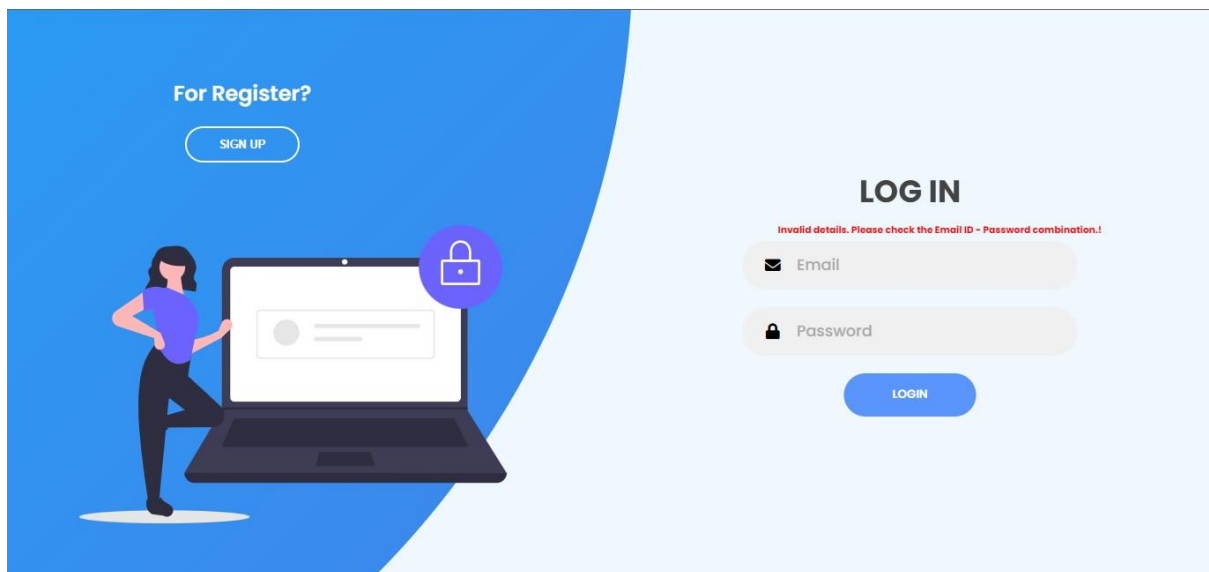 For Register?
SIGN UP
LOG IN
Invalid details. Please check the Email ID - Password combination.!
Email
Password
LOGIN